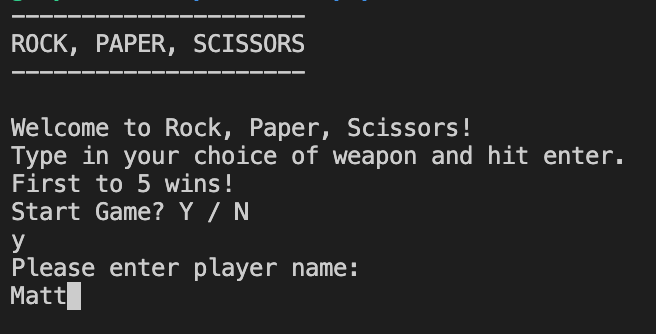 ---------------------
ROCK, PAPER, SCISSORS
---------------------
Welcome to Rock, Paper, Scissors!
Type in your choice of weapon and hit enter.
First to 5 wins!
Start Game? Y / N
y
Please enter player name:
Matt